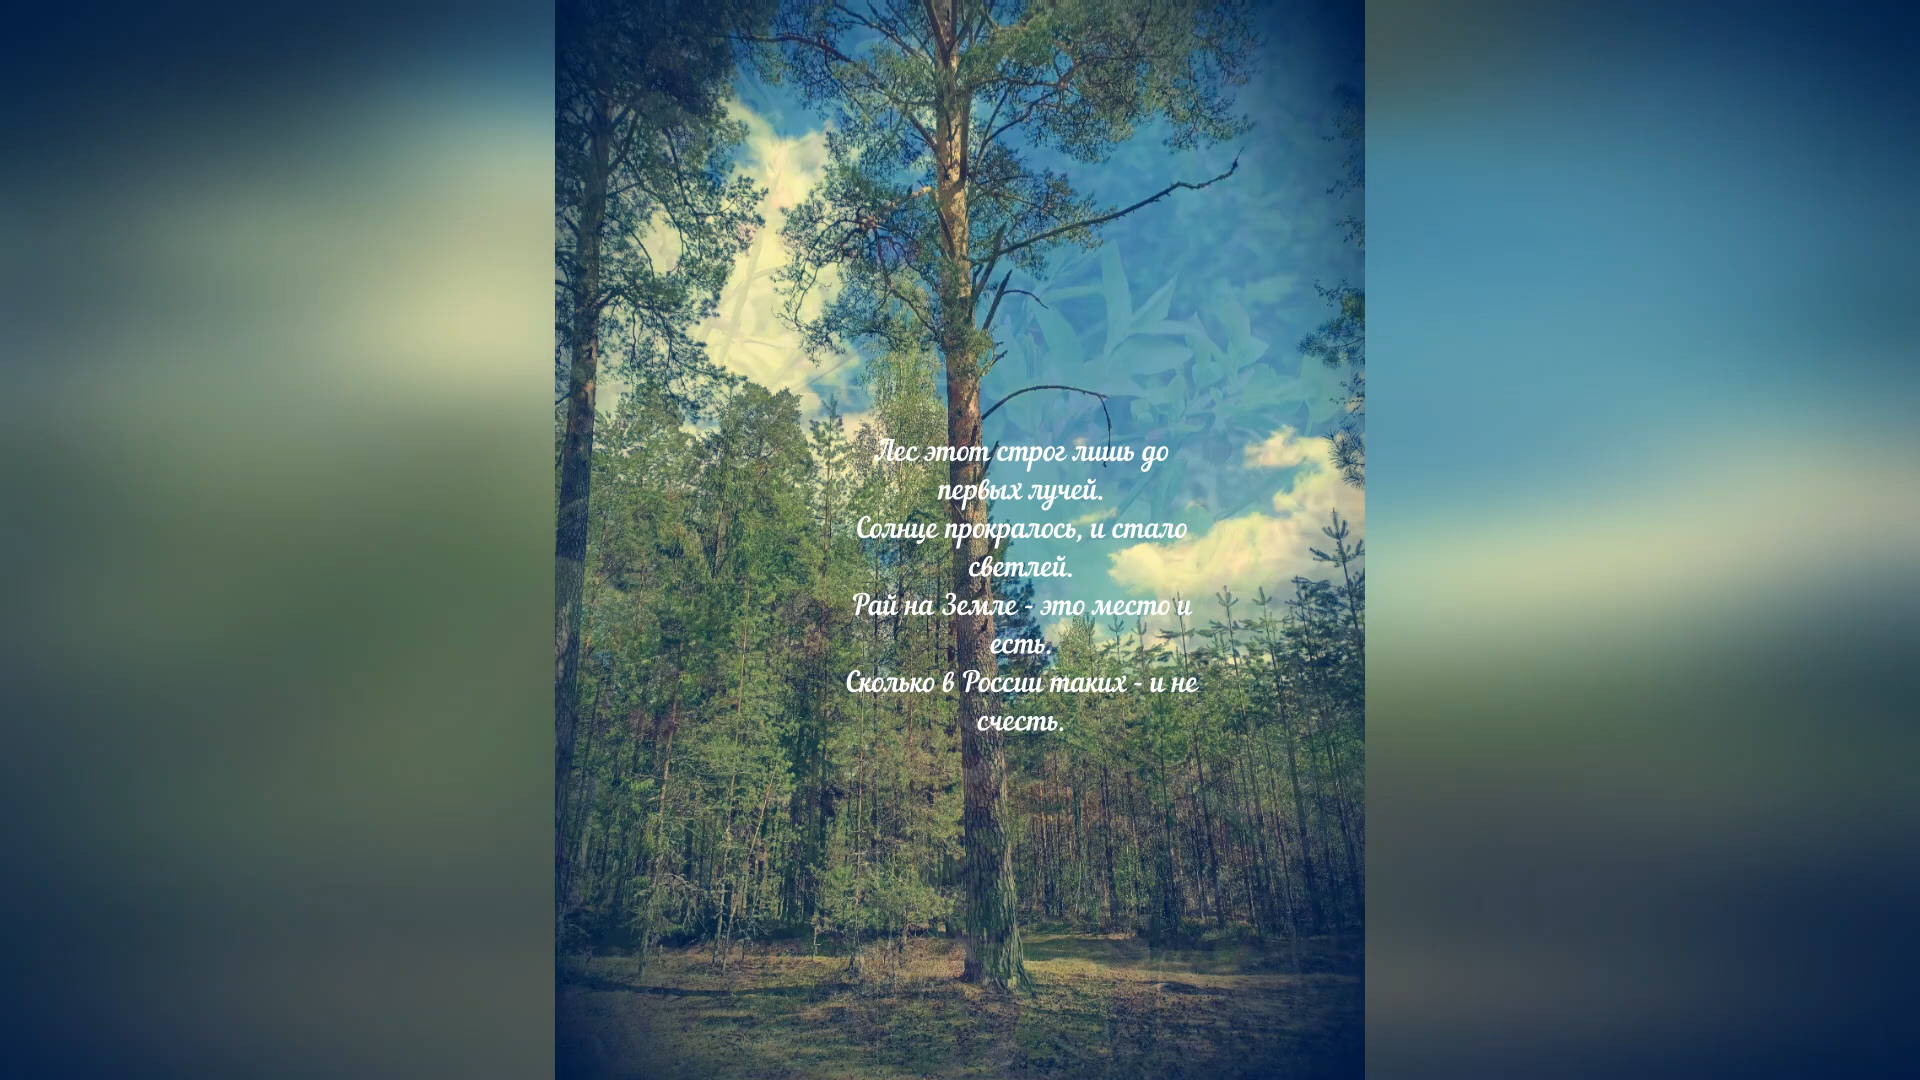 Лес этот строг лишь до
первых лучей.
Солнце прокралось, и стало
светлей.
Рай на Земле - это место и
есть.
Сколько в России таких - и не
счесть.